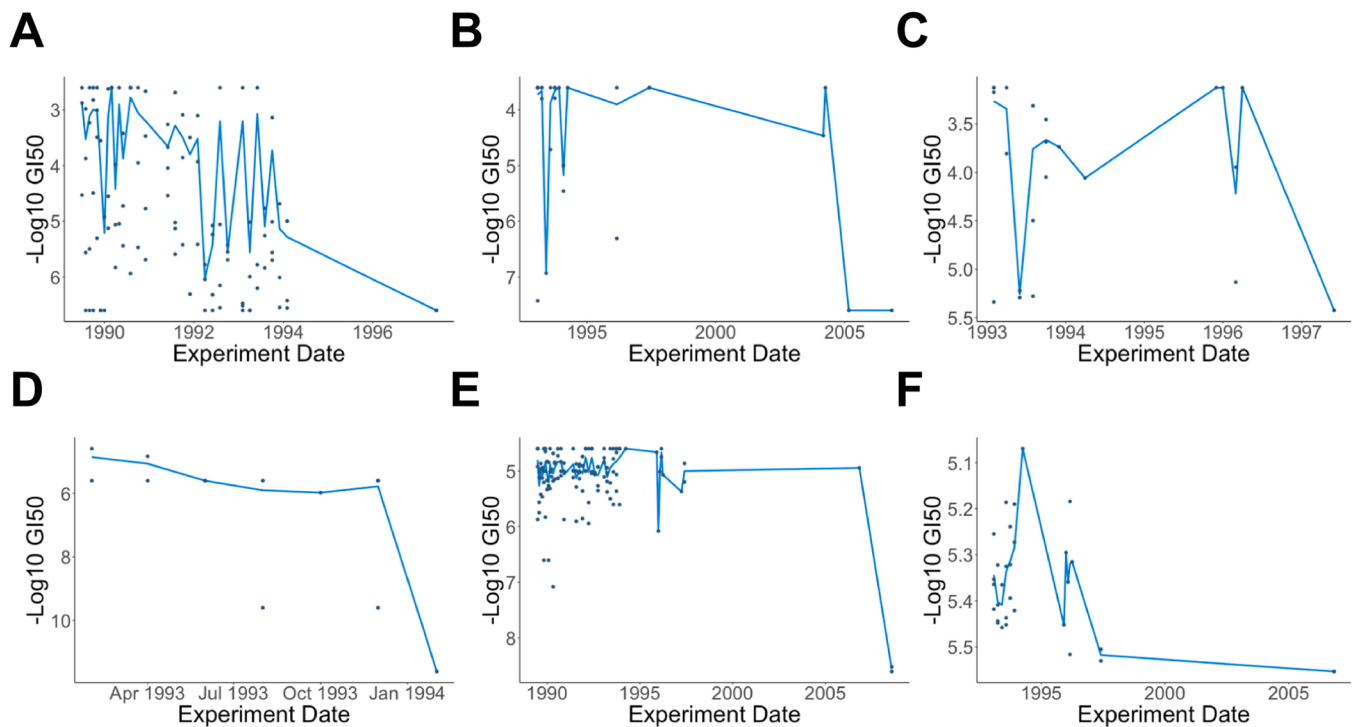 A
B
C
-Log10 GI50
3
4
5
6
1990
1992
1994
1996
Experiment Date
-Log10 GI50
4
5
6
7
1995
2000
2005
Experiment Date
-Log10 GI50
3.5
4.0
4.5
5.0
5.5
1993
1994
1995
1996
1997
Experiment Date
D
E
F
-Log10 GI50
6
8
10
Apr 1993
Jul 1993
Oct 1993
Jan 1994
Experiment Date
-Log10 GI50
5
6
7
8
1990
1995
2000
2005
Experiment Date
-Log10 GI50
5.1
5.2
5.3
5.4
5.5
1995
2000
2005
Experiment Date